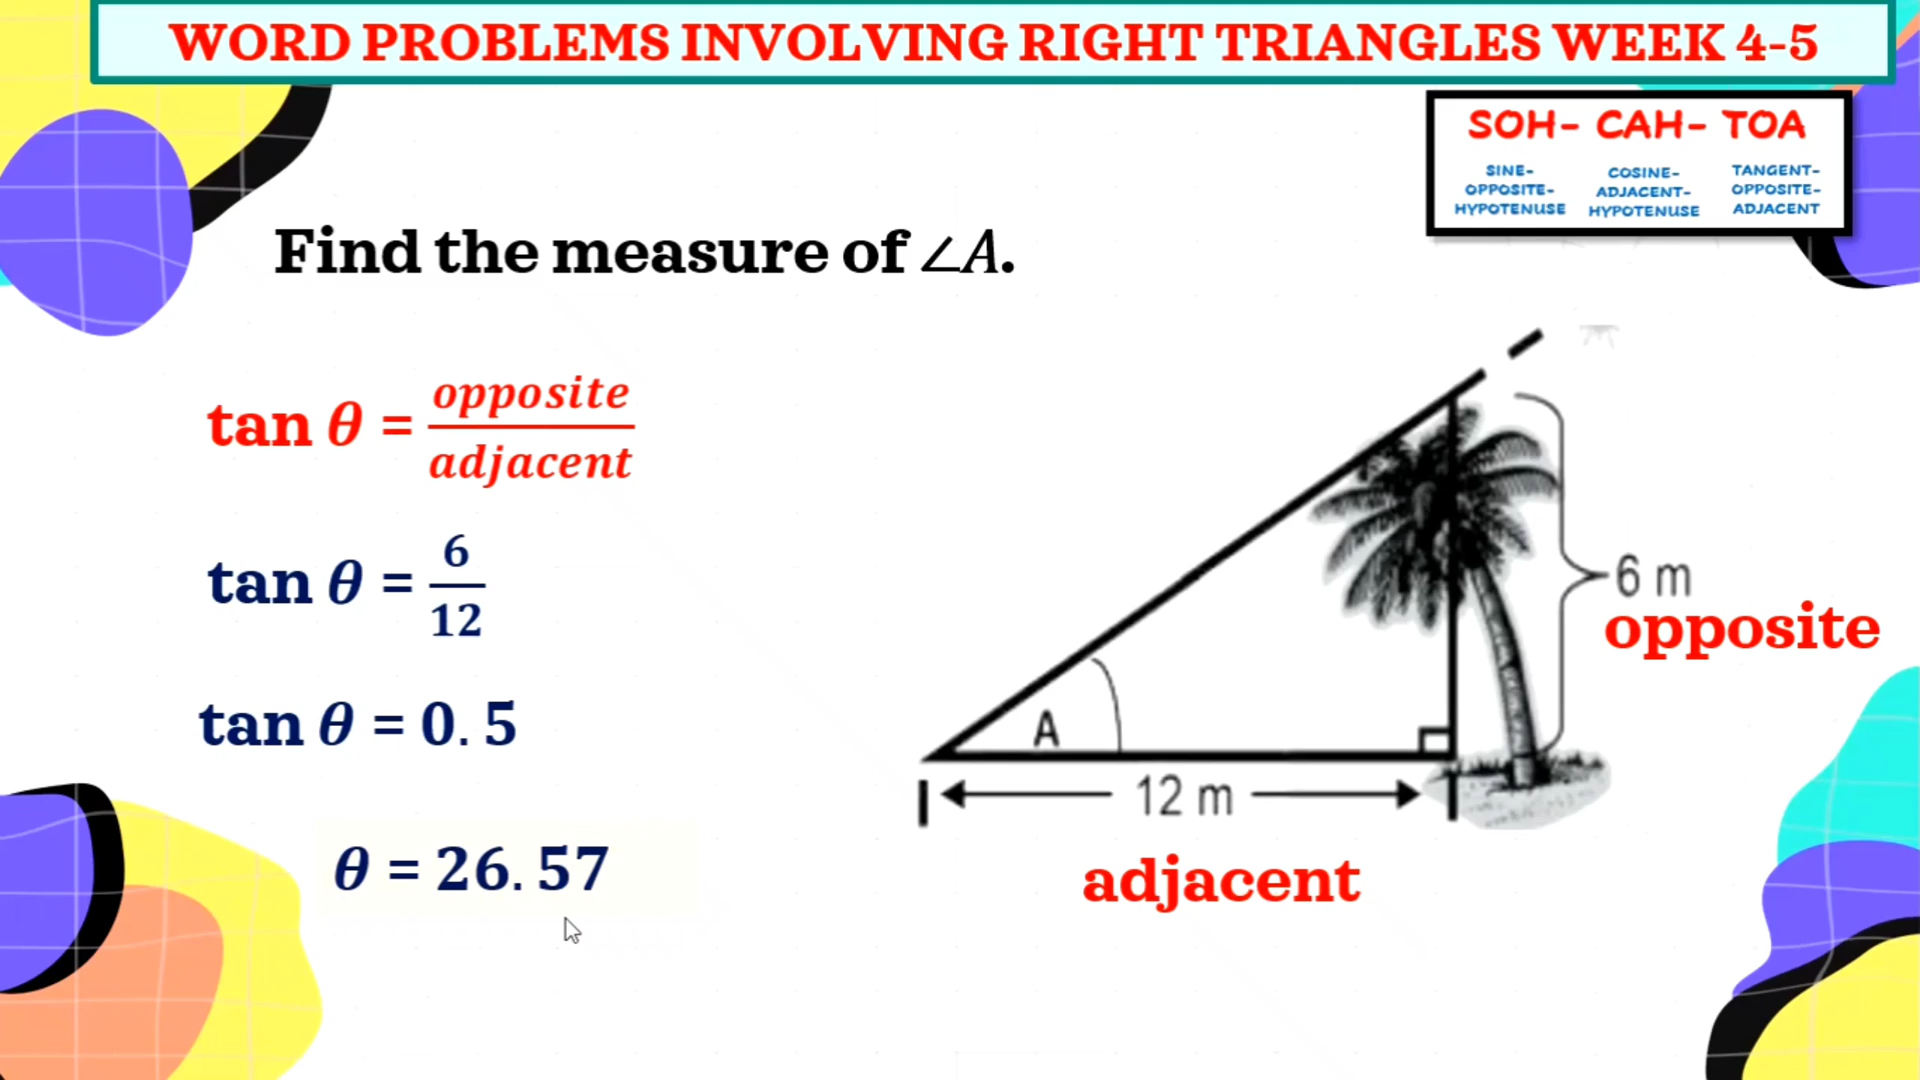 WORD PROBLEMS INVOLVING RIGHT TRIANGLES WEEK 4-5
SOH- CAH- TOA
SINE-
OPPOSITE-
HYPOTENUSE
COSINE-
ADJACENT-
HYPOTENUSE
TANGENT-
OPPOSITE-
ADJACENT
Find the measure of ∠A.
tan θ = opposite/adjacent
tan θ = 6/12
tan θ = 0.5
θ = 26.57
6 m
opposite
A
12 m
adjacent